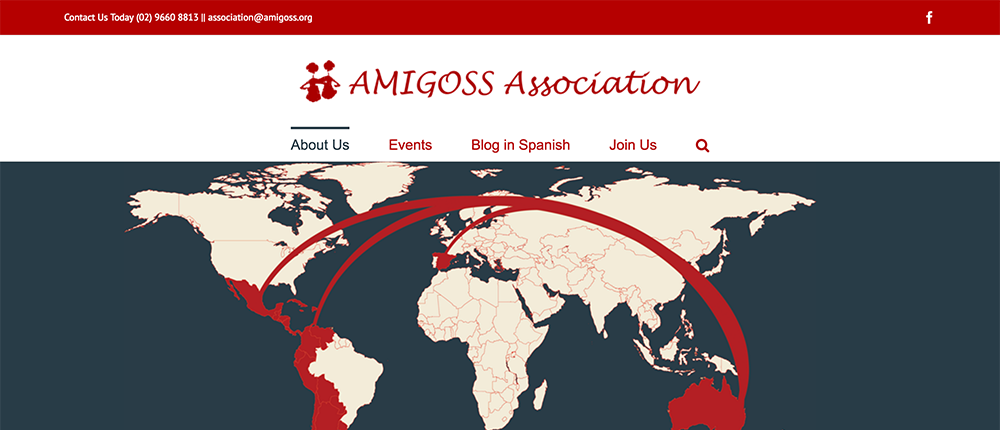 Contact Us Today (02) 9660 8813 || association@amigoss.org
AMIGOSS Association
About Us Events Blog in Spanish Join Us